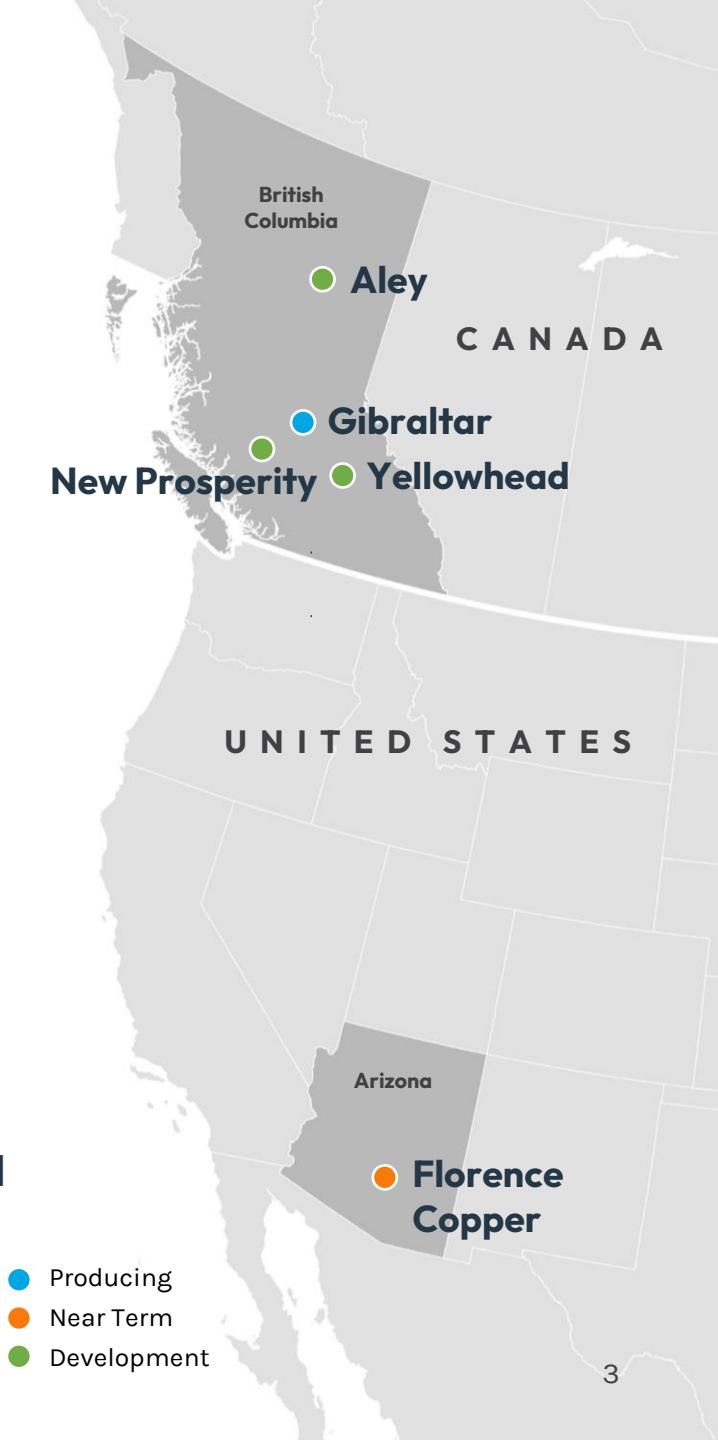 British
Columbia
Aley
CANADA
Gibraltar
New Prosperity
Yellowhead
UNITED STATES
Arizona
Florence
Copper
Producing
Near Term
Development
3